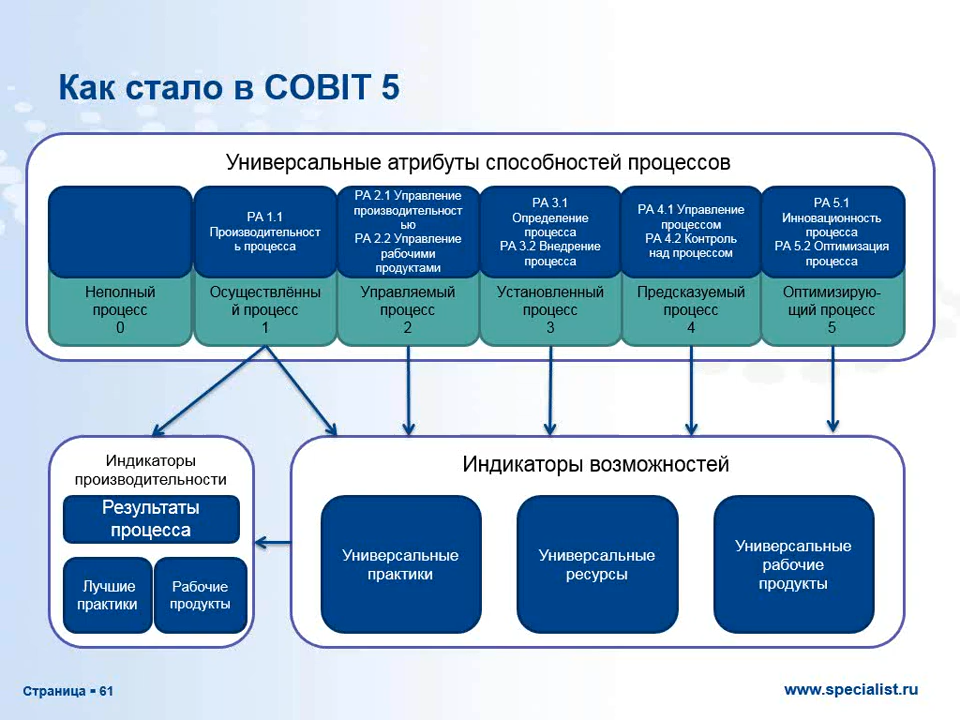 Как стало в COBIT 5
Универсальные атрибуты способностей процессов
PA 1.1
Производительност
ь процесса
PA 2.1 Управление
производительност
ью
PA 2.2 Управление
рабочими
продуктами
PA 3.1
Определение
процесса
PA 3.2 Внедрение
процесса
PA 4.1 Управление
процессом
PA 4.2 Контроль
над процессом
PA 5.1
Инновационность
процесса
PA 5.2 Оптимизация
процесса
Неполный
процесс
0
Осуществлённы
й процесс
1
Управляемый
процесс
2
Установленный
процесс
3
Предсказуемый
процесс
4
Оптимизирую-
щий процесс
5
Индикаторы
производительности
Результаты
процесса
Лучшие
практики
Рабочие
продукты
Индикаторы возможностей
Универсальные
практики
Универсальные
ресурсы
Универсальные
рабочие
продукты
Страница ▪ 61
www.specialist.ru